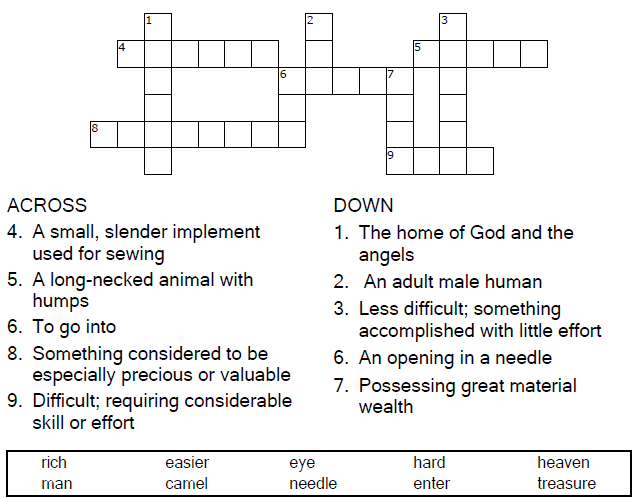 1 2 3
4 5
6 7
8
9
ACROSS
4. A small, slender implement
used for sewing
5. A long-necked animal with
humps
6. To go into
8. Something considered to be
especially precious or valuable
9. Difficult; requiring considerable
skill or effort
DOWN
1. The home of God and the
angels
2. An adult male human
3. Less difficult; something
accomplished with little effort
6. An opening in a needle
7. Possessing great material
wealth
rich easier eye hard heaven
man camel needle enter treasure